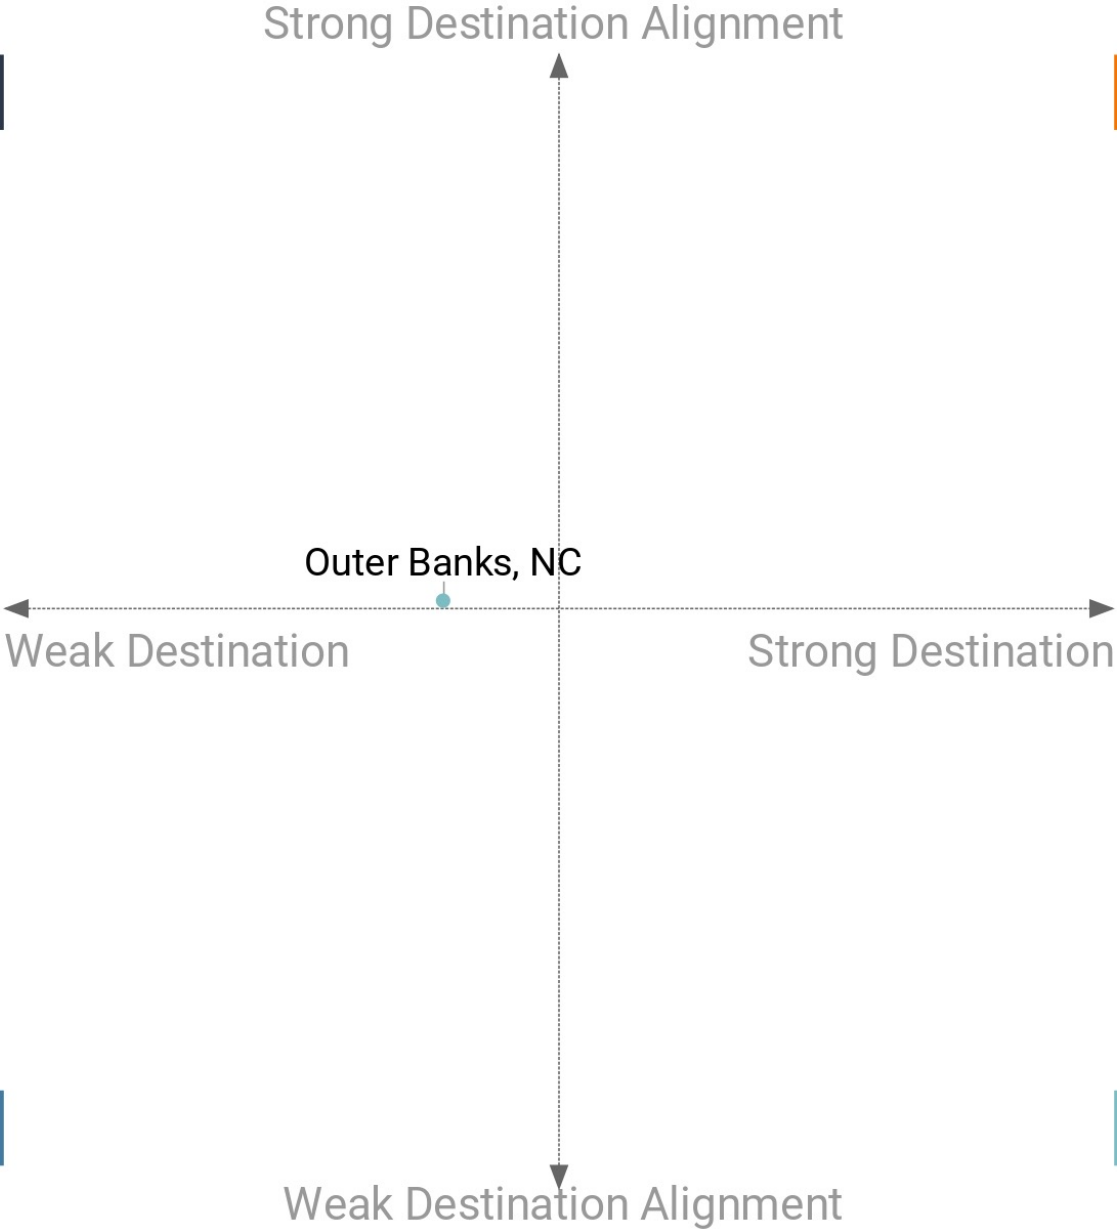 Strong Destination Alignment
Outer Banks, NC
Weak Destination
Strong Destination
Weak Destination Alignment